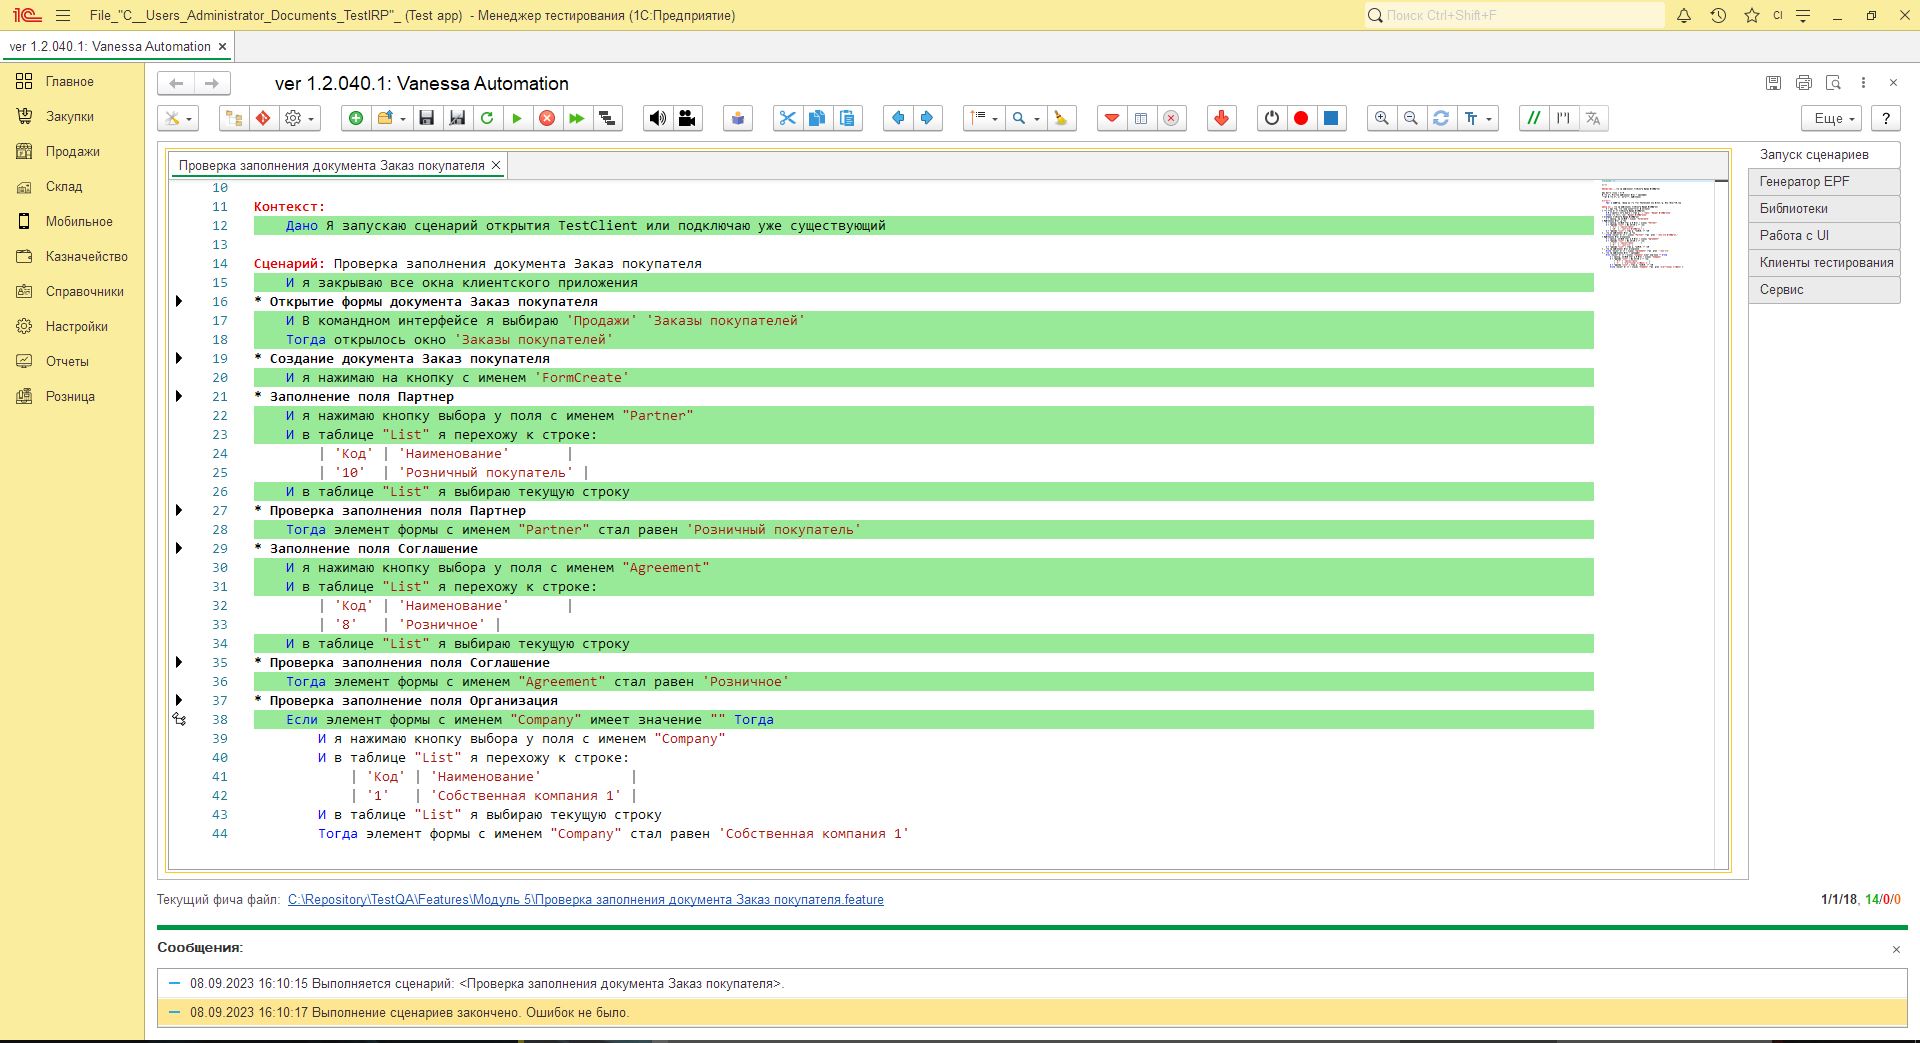 File_"C__Users_Administrator_Documents_TestIRP"_ (Test app) - Менеджер тестирования (1С:Предприятие)
Поиск Ctrl+Shift+F
CI
ver 1.2.040.1: Vanessa Automation ×
Главное
Закупки
Продажи
Склад
Мобильное
Казначейство
Справочники
Настройки
Отчеты
Розница
ver 1.2.040.1: Vanessa Automation
Еще
?
Проверка заполнения документа Заказ покупателя ×
10
11 Контекст:
12 Дано Я запускаю сценарий открытия TestClient или подключаю уже существующий
13
14 Сценарий: Проверка заполнения документа Заказ покупателя
15 И я закрываю все окна клиентского приложения
16 * Открытие формы документа Заказ покупателя
17 И В командном интерфейсе я выбираю 'Продажи' 'Заказы покупателей'
18 Тогда открылось окно 'Заказы покупателей'
19 * Создание документа Заказ покупателя
20 И я нажимаю на кнопку с именем 'FormCreate'
21 * Заполнение поля Партнер
22 И я нажимаю кнопку выбора у поля с именем "Partner"
23 И в таблице "List" я перехожу к строке:
24 | 'Код' | 'Наименование' |
25 | '10' | 'Розничный покупатель' |
26 И в таблице "List" я выбираю текущую строку
27 * Проверка заполнения поля Партнер
28 Тогда элемент формы с именем "Partner" стал равен 'Розничный покупатель'
29 * Заполнение поля Соглашение
30 И я нажимаю кнопку выбора у поля с именем "Agreement"
31 И в таблице "List" я перехожу к строке:
32 | 'Код' | 'Наименование' |
33 | '8' | 'Розничное' |
34 И в таблице "List" я выбираю текущую строку
35 * Проверка заполнения поля Соглашение
36 Тогда элемент формы с именем "Agreement" стал равен 'Розничное'
37 * Проверка заполнение поля Организация
38 Если элемент формы с именем "Company" имеет значение "" Тогда
39 И я нажимаю кнопку выбора у поля с именем "Company"
40 И в таблице "List" я перехожу к строке:
41 | 'Код' | 'Наименование' |
42 | '1' | 'Собственная компания 1' |
43 И в таблице "List" я выбираю текущую строку
44 Тогда элемент формы с именем "Company" стал равен 'Собственная компания 1'
Запуск сценариев
Генератор EPF
Библиотеки
Работа с UI
Клиенты тестирования
Сервис
Текущий фича файл: C:\Repository\TestQA\Features\Модуль 5\Проверка заполнения документа Заказ покупателя.feature
1/1/18, 14/0/0
Сообщения:
08.09.2023 16:10:15 Выполняется сценарий: <Проверка заполнения документа Заказ покупателя>.
08.09.2023 16:10:17 Выполнение сценариев закончено. Ошибок не было.